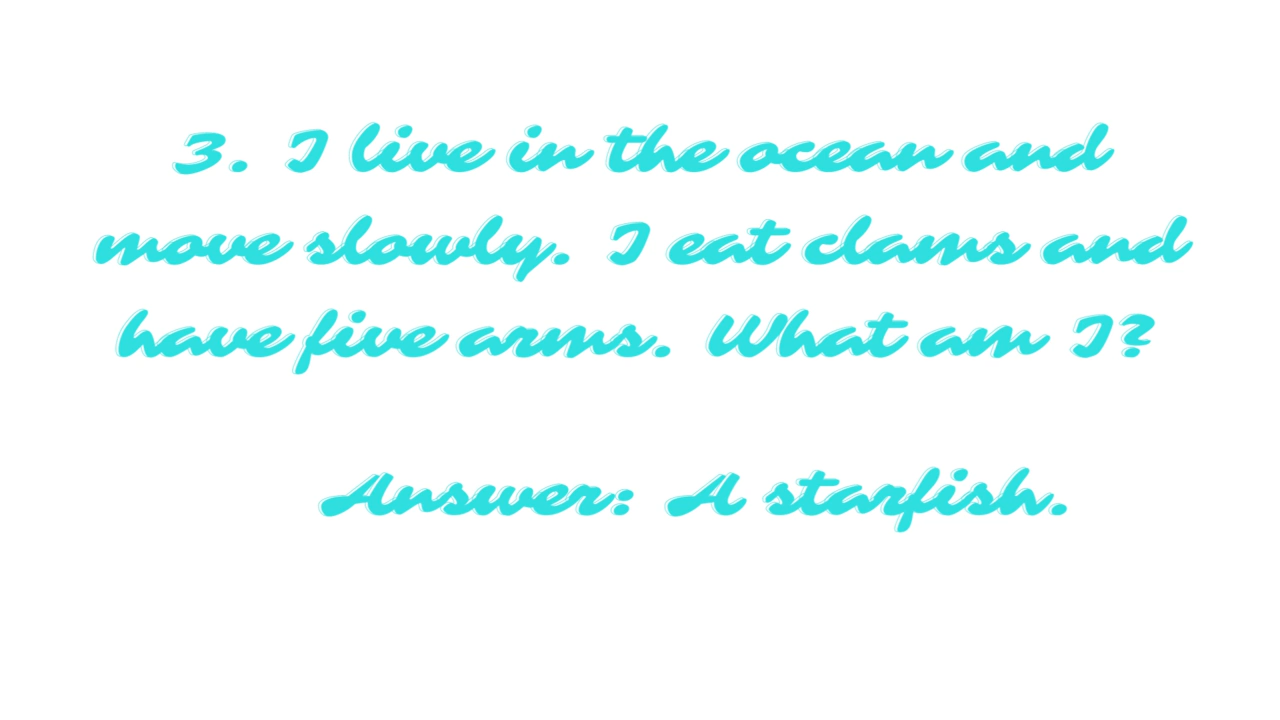 3. I live in the ocean and
move slowly. I eat clams and
have five arms. What am I?
Answer: A starfish.